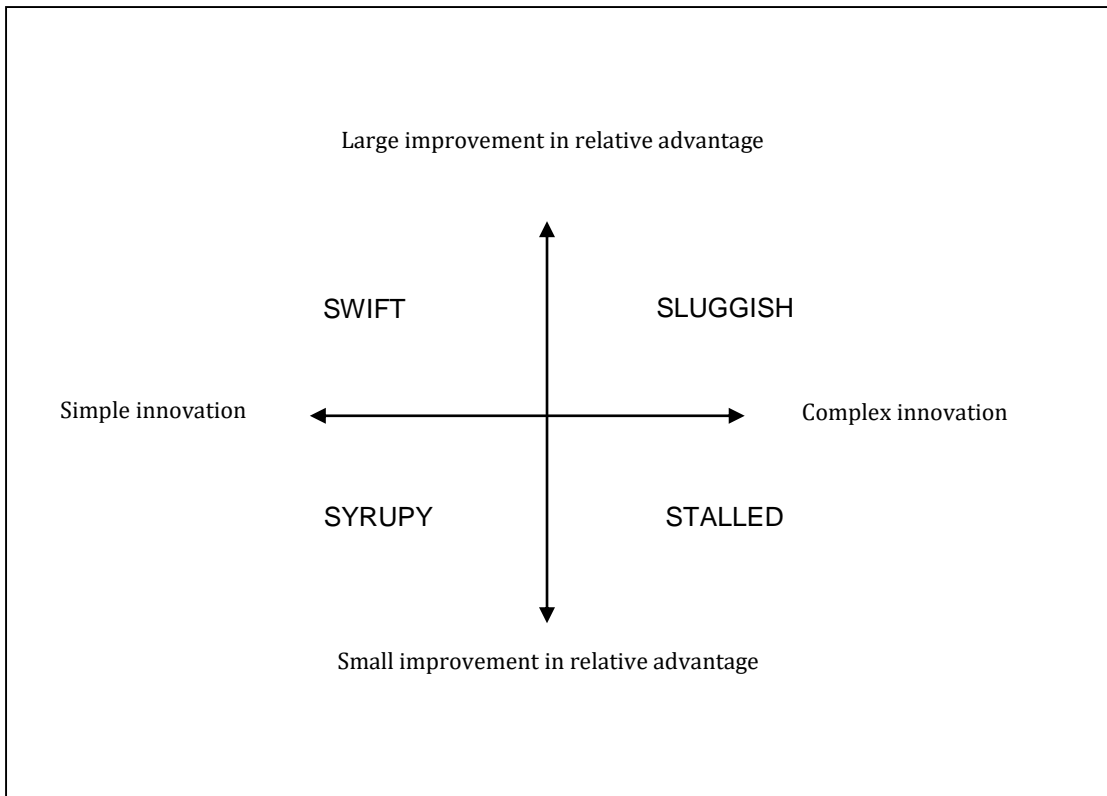 Large improvement in relative advantage
SWIFT
SLUGGISH
Simple innovation
Complex innovation
SYRUPY
STALLED
Small improvement in relative advantage